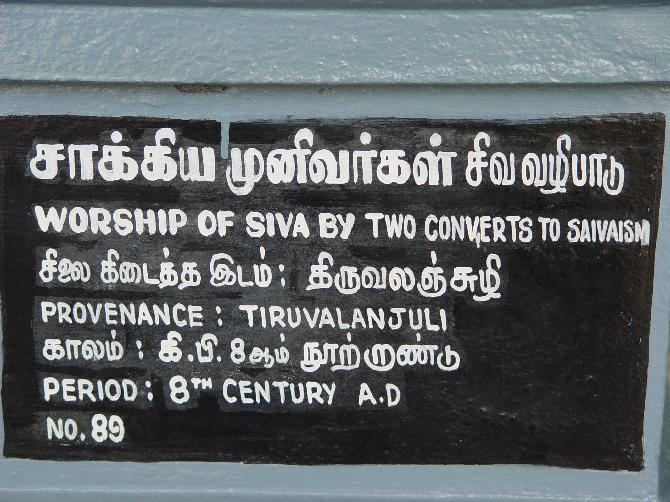 சாக்கிய முனிவர்கள் சிவ வழிபாடு
WORSHIP OF SIVA BY TWO CONVERTS TO SAIVAISM
சிலை கிடைத்த இடம் : திருவலஞ்சுழி
PROVENANCE : TIRUVALANJULI
காலம் : கி.பி. 8ஆம் நூற்றாண்டு
PERIOD : 8TH CENTURY A.D
NO. 89